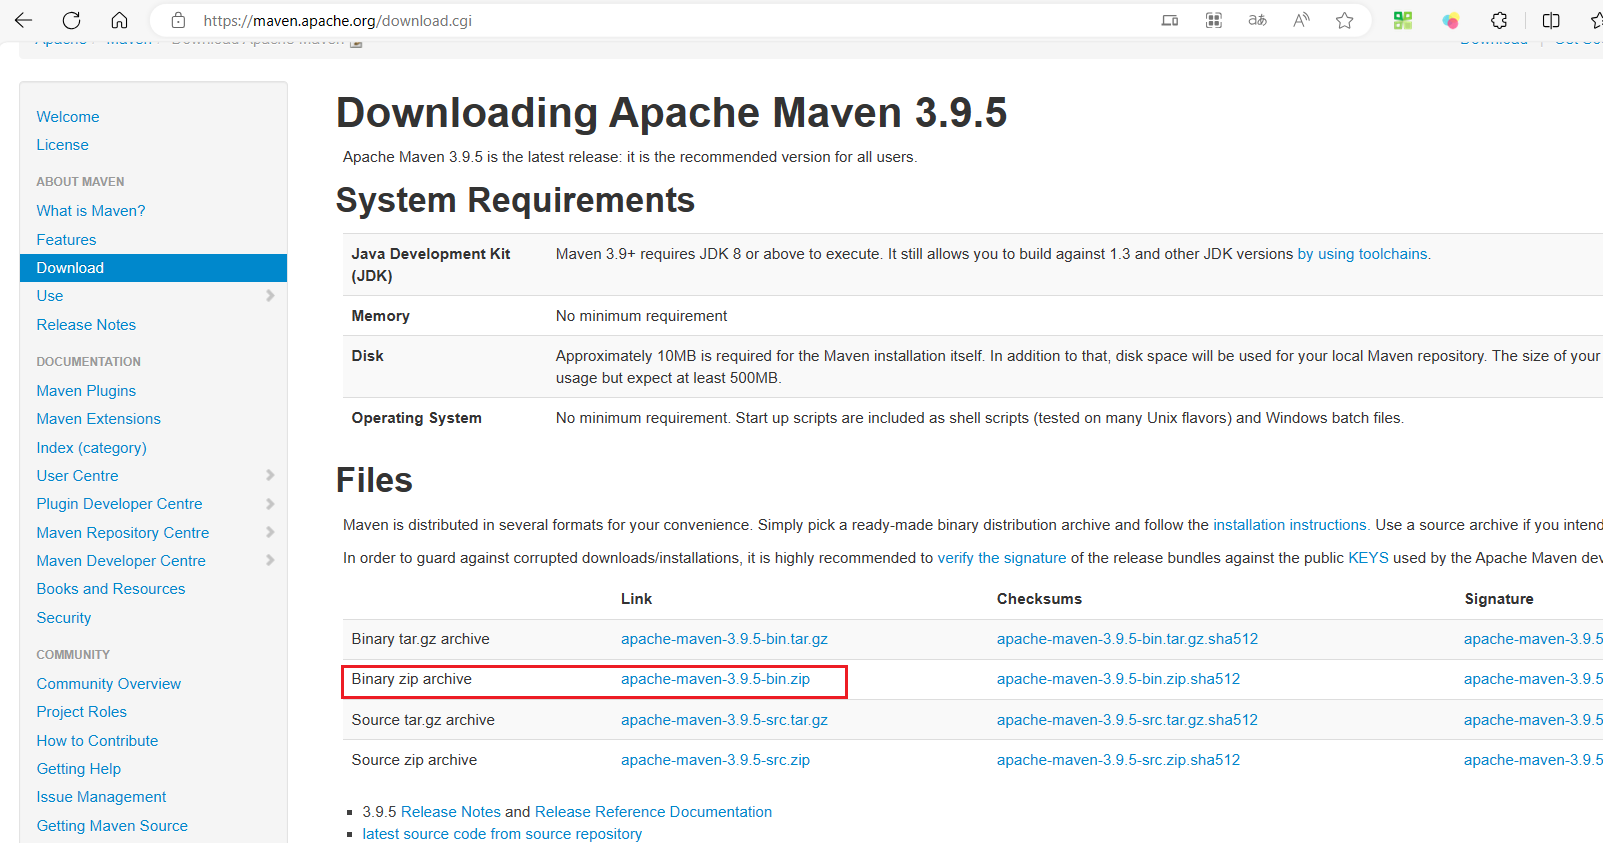 https://maven.apache.org/download.cgi
Welcome
License
ABOUT MAVEN
What is Maven?
Features
Download
Use
Release Notes
DOCUMENTATION
Maven Plugins
Maven Extensions
Index (category)
User Centre
Plugin Developer Centre
Maven Repository Centre
Maven Developer Centre
Books and Resources
Security
COMMUNITY
Community Overview
Project Roles
How to Contribute
Getting Help
Issue Management
Getting Maven Source
Downloading Apache Maven 3.9.5
Apache Maven 3.9.5 is the latest release: it is the recommended version for all users.
System Requirements
Java Development Kit (JDK) Maven 3.9+ requires JDK 8 or above to execute. It still allows you to build against 1.3 and other JDK versions by using toolchains.
Memory No minimum requirement
Disk Approximately 10MB is required for the Maven installation itself. In addition to that, disk space will be used for your local Maven repository. The size of your
usage but expect at least 500MB.
Operating System No minimum requirement. Start up scripts are included as shell scripts (tested on many Unix flavors) and Windows batch files.
Files
Maven is distributed in several formats for your convenience. Simply pick a ready-made binary distribution archive and follow the installation instructions. Use a source archive if you intend
In order to guard against corrupted downloads/installations, it is highly recommended to verify the signature of the release bundles against the public KEYS used by the Apache Maven dev
Link Checksums Signature
Binary tar.gz archive apache-maven-3.9.5-bin.tar.gz apache-maven-3.9.5-bin.tar.gz.sha512 apache-maven-3.9.5
Binary zip archive apache-maven-3.9.5-bin.zip apache-maven-3.9.5-bin.zip.sha512 apache-maven-3.9.5
Source tar.gz archive apache-maven-3.9.5-src.tar.gz apache-maven-3.9.5-src.tar.gz.sha512 apache-maven-3.9.5
Source zip archive apache-maven-3.9.5-src.zip apache-maven-3.9.5-src.zip.sha512 apache-maven-3.9.5
3.9.5 Release Notes and Release Reference Documentation
latest source code from source repository